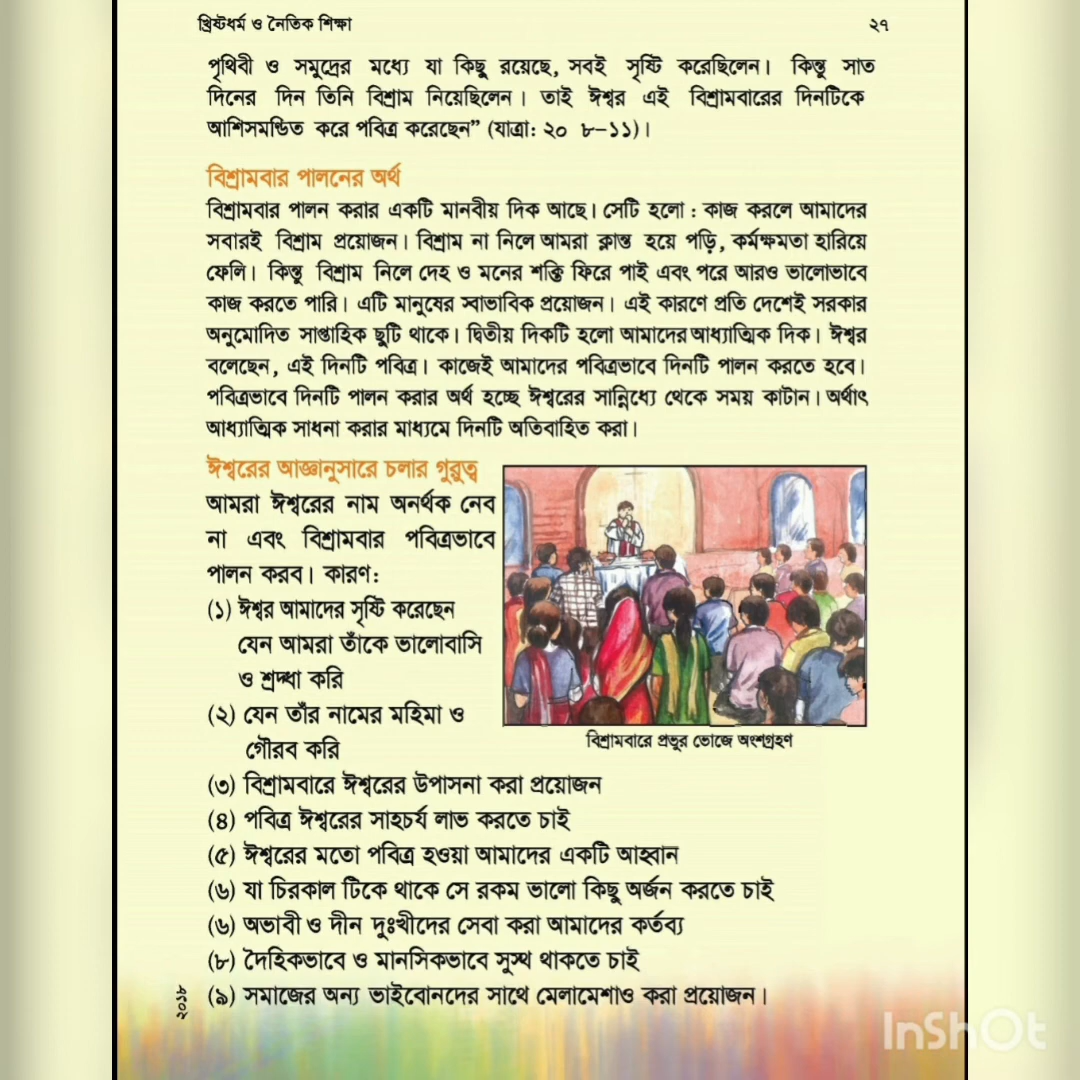 খ্রিষ্টধর্ম ও নৈতিক শিক্ষা ২৭
পৃথিবী ও সমুদ্রের মধ্যে যা কিছু রয়েছে, সবই সৃষ্টি করেছিলেন। কিন্তু সাত
দিনের দিন তিনি বিশ্রাম নিয়েছিলেন। তাই ঈশ্বর এই বিশ্রামবারের দিনটিকে
আশিসমন্ডিত করে পবিত্র করেছেন” (যাত্রা: ২০ ৮-১১)।
বিশ্রামবার পালনের অর্থ
বিশ্রামবার পালন করার একটি মানবীয় দিক আছে। সেটি হলো : কাজ করলে আমাদের
সবারই বিশ্রাম প্রয়োজন। বিশ্রাম না নিলে আমরা ক্লান্ত হয়ে পড়ি, কর্মক্ষমতা হারিয়ে
ফেলি। কিন্তু বিশ্রাম নিলে দেহ ও মনের শক্তি ফিরে পাই এবং পরে আরও ভালোভাবে
কাজ করতে পারি। এটি মানুষের স্বাভাবিক প্রয়োজন। এই কারণে প্রতি দেশেই সরকার
অনুমোদিত সাপ্তাহিক ছুটি থাকে। দ্বিতীয় দিকটি হলো আমাদের আধ্যাত্মিক দিক। ঈশ্বর
বলেছেন, এই দিনটি পবিত্র। কাজেই আমাদের পবিত্রভাবে দিনটি পালন করতে হবে।
পবিত্রভাবে দিনটি পালন করার অর্থ হচ্ছে ঈশ্বরের সান্নিধ্যে থেকে সময় কাটান। অর্থাৎ
আধ্যাত্মিক সাধনা করার মাধ্যমে দিনটি অতিবাহিত করা।
ঈশ্বরের আজ্ঞানুসারে চলার গুরুত্ব
আমরা ঈশ্বরের নাম অনর্থক নেব
না এবং বিশ্রামবার পবিত্রভাবে
পালন করব। কারণ:
(১) ঈশ্বর আমাদের সৃষ্টি করেছেন
যেন আমরা তাঁকে ভালোবাসি
ও শ্রদ্ধা করি
(২) যেন তাঁর নামের মহিমা ও
গৌরব করি
বিশ্রামবারে প্রভুর ভোজে অংশগ্রহণ
(৩) বিশ্রামবারে ঈশ্বরের উপাসনা করা প্রয়োজন
(৪) পবিত্র ঈশ্বরের সাহচর্য লাভ করতে চাই
(৫) ঈশ্বরের মতো পবিত্র হওয়া আমাদের একটি আহ্বান
(৬) যা চিরকাল টিকে থাকে সে রকম ভালো কিছু অর্জন করতে চাই
(৬) অভাবী ও দীন দুঃখীদের সেবা করা আমাদের কর্তব্য
(৮) দৈহিকভাবে ও মানসিকভাবে সুস্থ থাকতে চাই
(৯) সমাজের অন্য ভাইবোনদের সাথে মেলামেশাও করা প্রয়োজন।
২০১৮
InShOt